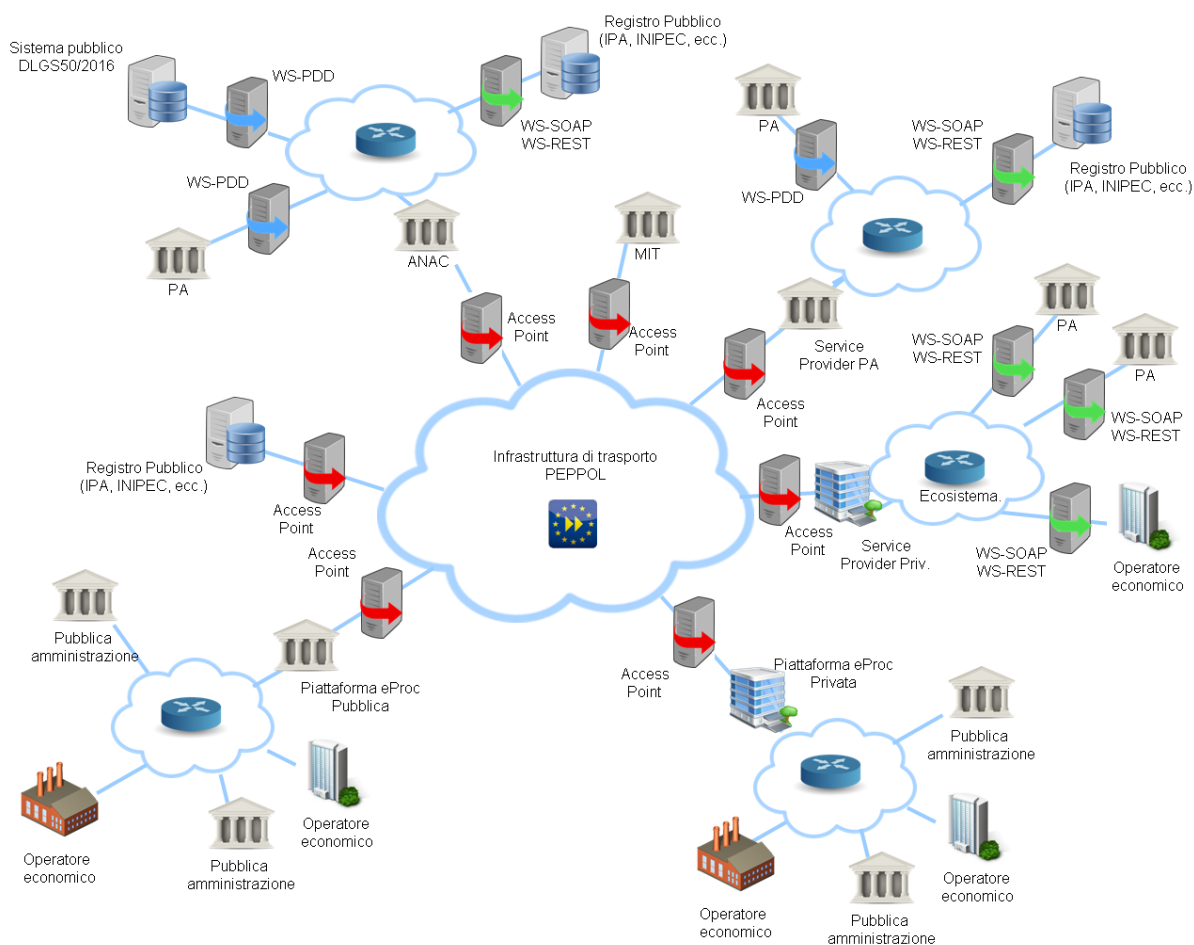 Sistema pubblico
DLGS50/2016
WS-PDD
Registro Pubblico
(IPA, INIPEC, ecc.)
WS-SOAP
WS-REST
WS-PDD
PA
ANAC
MIT
PA
WS-PDD
WS-SOAP
WS-REST
Registro Pubblico
(IPA, INIPEC, ecc.)
Access
Point
Access
Point
Service
Provider PA
Access
Point
WS-SOAP
WS-REST
PA
PA
WS-SOAP
WS-REST
Registro Pubblico
(IPA, INIPEC, ecc.)
Access
Point
Infrastruttura di trasporto
PEPPOL
Access
Point
Service
Provider Priv.
Ecosistema.
WS-SOAP
WS-REST
Operatore
economico
Access
Point
Pubblica
amministrazione
Piattaforma eProc
Pubblica
Operatore
economico
Pubblica
amministrazione
Operatore
economico
Access
Point
Piattaforma eProc
Privata
Pubblica
amministrazione
Operatore
economico
Pubblica
amministrazione
Operatore
economico